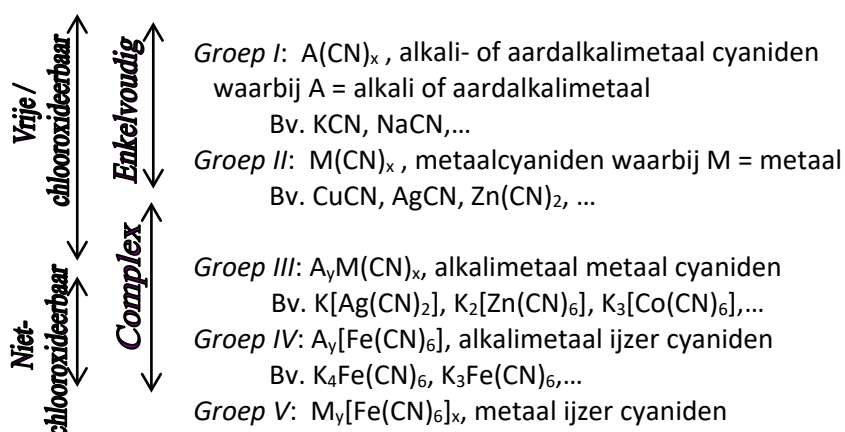 Vrije /
chlooroxideerbaar
Enkelvoudig
Groep I: A(CN)ₓ , alkali- of aardalkalimetaal cyaniden
waarbij A = alkali of aardalkalimetaal
Bv. KCN, NaCN,…
Groep II: M(CN)ₓ , metaalcyaniden waarbij M = metaal
Bv. CuCN, AgCN, Zn(CN)₂, …
Niet-
chlooroxideerbaar
Complex
Groep III: AᵧM(CN)ₓ, alkalimetaal metaal cyaniden
Bv. K[Ag(CN)₂], K₂[Zn(CN)₆], K₃[Co(CN)₆],…
Groep IV: Aᵧ[Fe(CN)₆], alkalimetaal ijzer cyaniden
Bv. K₄Fe(CN)₆, K₃Fe(CN)₆,…
Groep V: Mᵧ[Fe(CN)₆]ₓ, metaal ijzer cyaniden